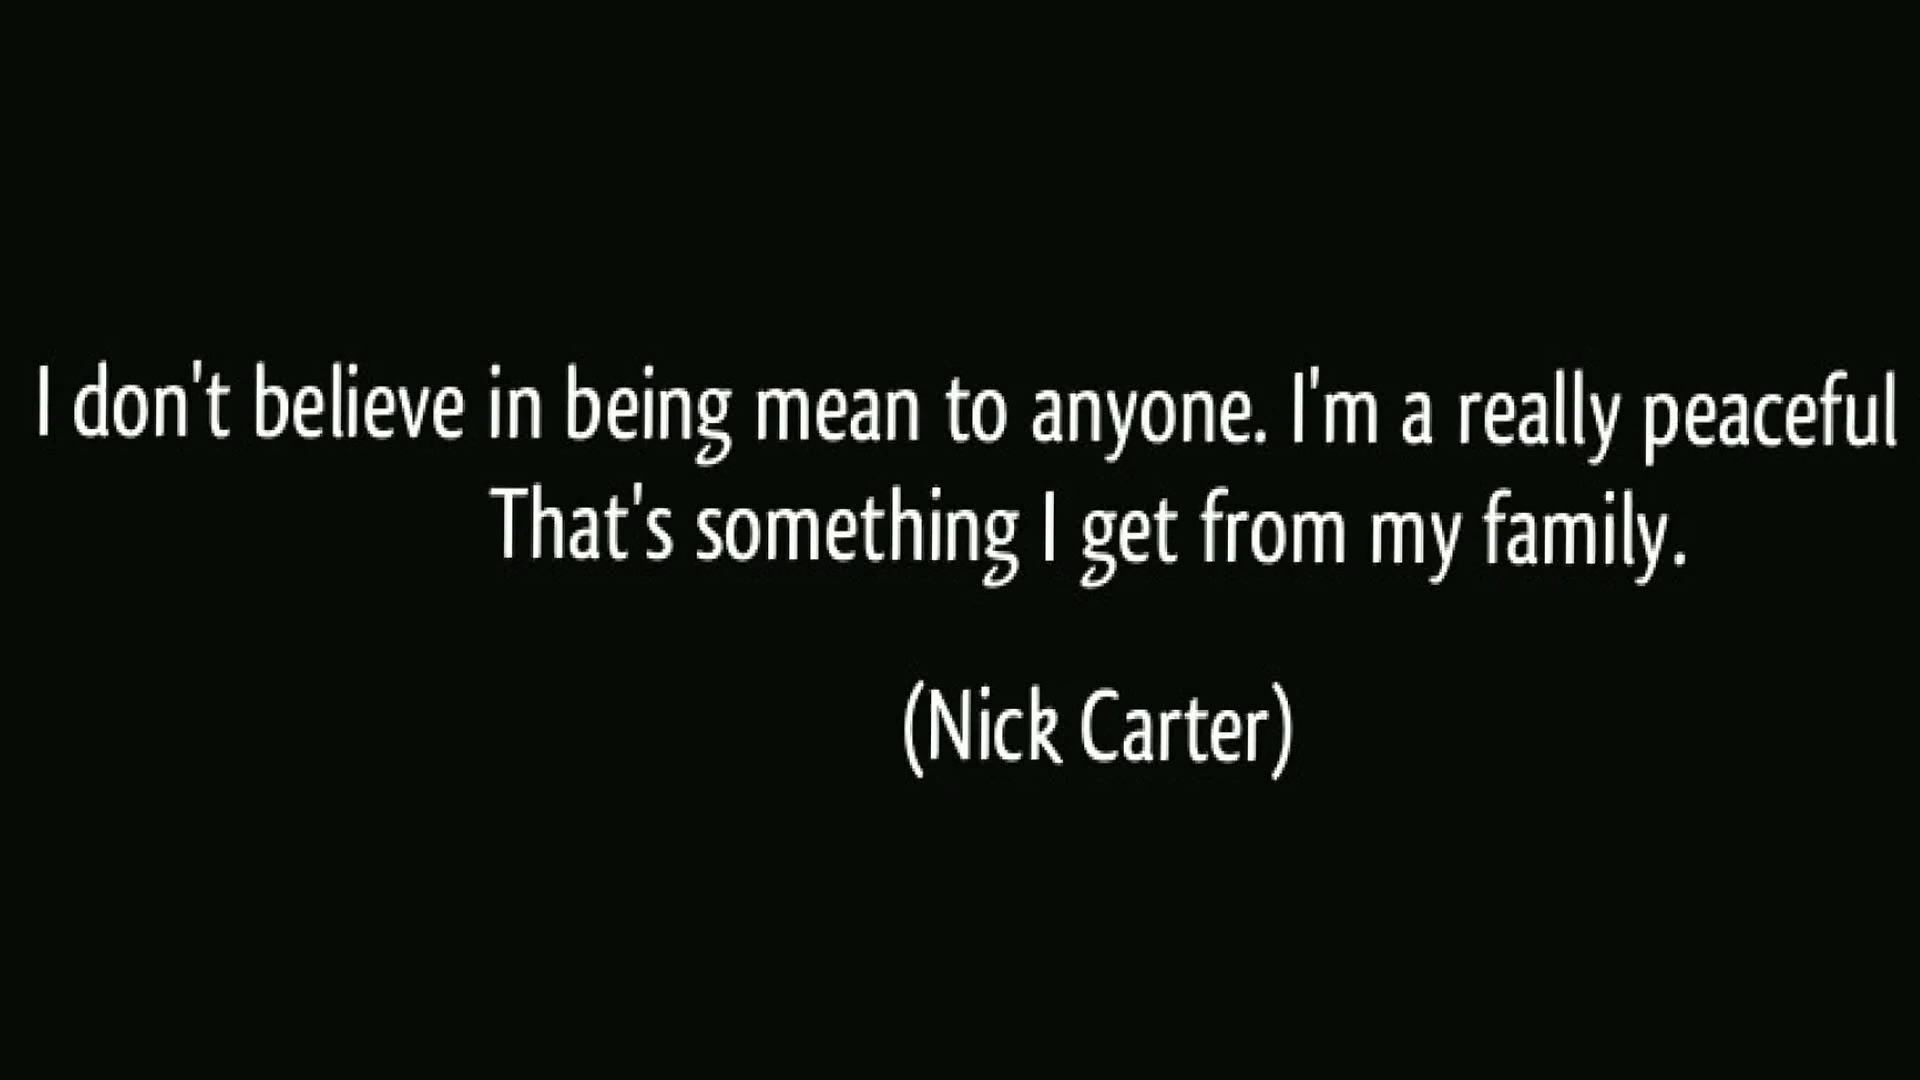 I don't believe in being mean to anyone. I'm a really peaceful
That's something I get from my family.
(Nick Carter)